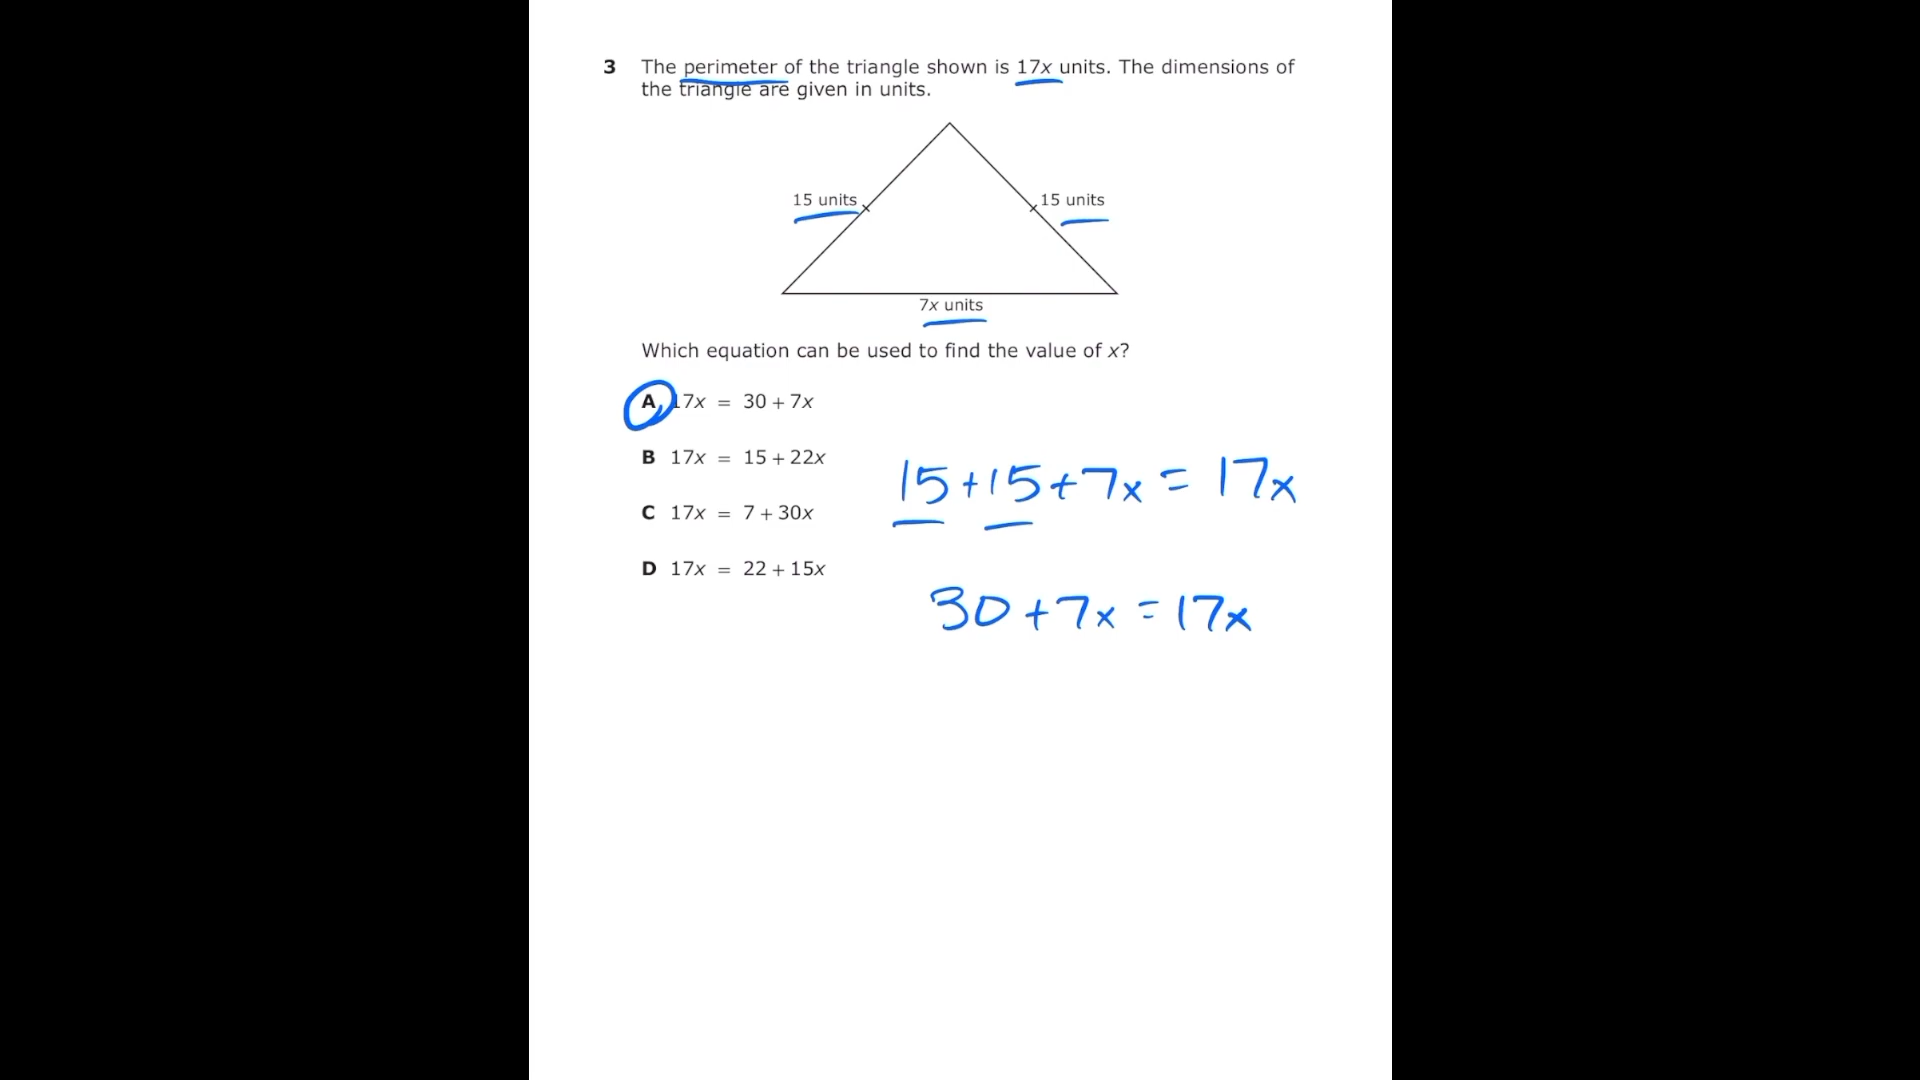 3 The perimeter of the triangle shown is 17x units. The dimensions of
the triangle are given in units.
15 units
15 units
7x units
Which equation can be used to find the value of x?
A 17x = 30 + 7x
B 17x = 15 + 22x
C 17x = 7 + 30x
D 17x = 22 + 15x
15+15+7x = 17x
30+7x = 17x